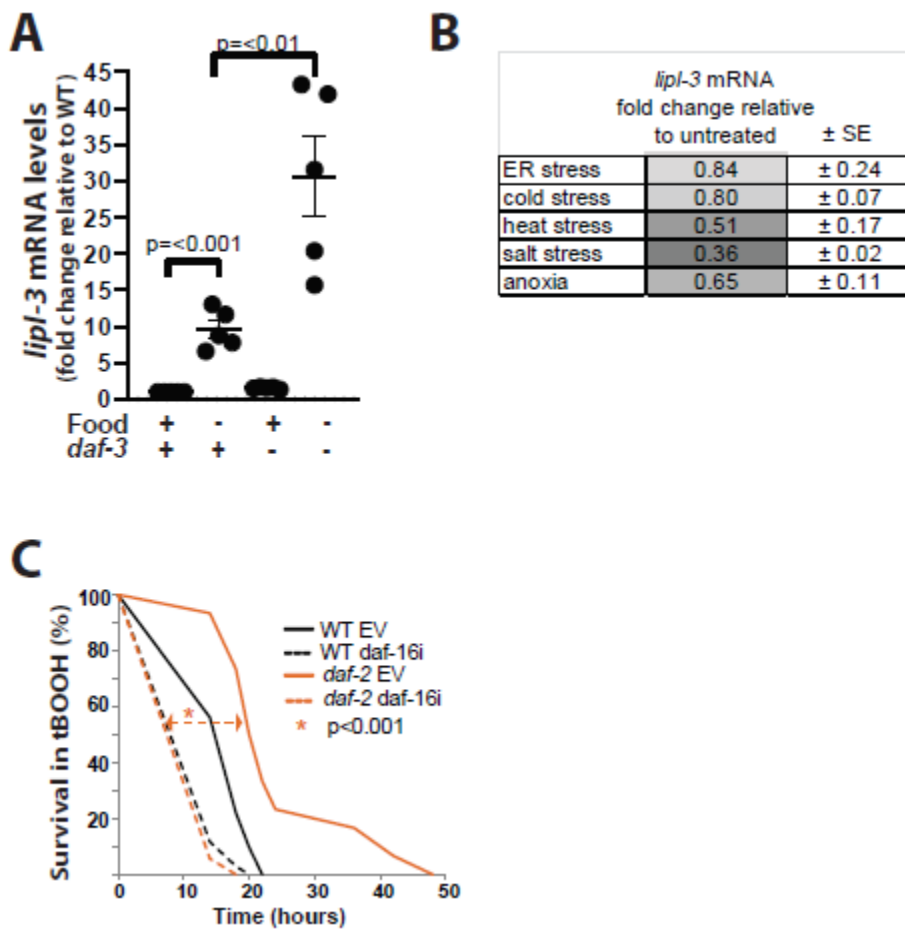 A
p=<0.01
lipl-3 mRNA levels
(fold change relative to WT)
45
40
35
30
25
20
15
10
5
0
p=<0.001
Food + - + -
daf-3 + + - -
B
lipl-3 mRNA
fold change relative
to untreated ± SE
ER stress 0.84 ± 0.24
cold stress 0.80 ± 0.07
heat stress 0.51 ± 0.17
salt stress 0.36 ± 0.02
anoxia 0.65 ± 0.11
C
Survival in tBOOH (%)
100
80
60
40
20
WT EV
WT daf-16i
daf-2 EV
daf-2 daf-16i
* p<0.001
*
0 10 20 30 40 50
Time (hours)